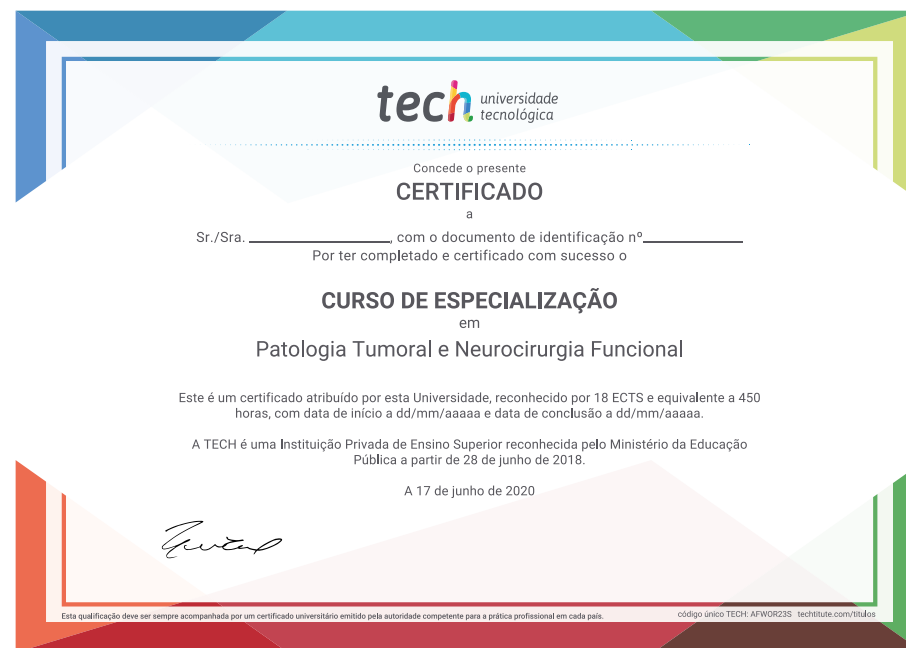 tech universidade
tecnológica
Concede o presente
CERTIFICADO
a
Sr./Sra. ____________________, com o documento de identificação nº______________
Por ter completado e certificado com sucesso o
CURSO DE ESPECIALIZAÇÃO
em
Patologia Tumoral e Neurocirurgia Funcional
Este é um certificado atribuído por esta Universidade, reconhecido por 18 ECTS e equivalente a 450
horas, com data de início a dd/mm/aaaaa e data de conclusão a dd/mm/aaaaa.
A TECH é uma Instituição Privada de Ensino Superior reconhecida pelo Ministério da Educação
Pública a partir de 28 de junho de 2018.
A 17 de junho de 2020
Esta qualificação deve ser sempre acompanhada por um certificado universitário emitido pela autoridade competente para a prática profissional em cada país.
código único TECH: AFWOR23S techtitute.com/titulos